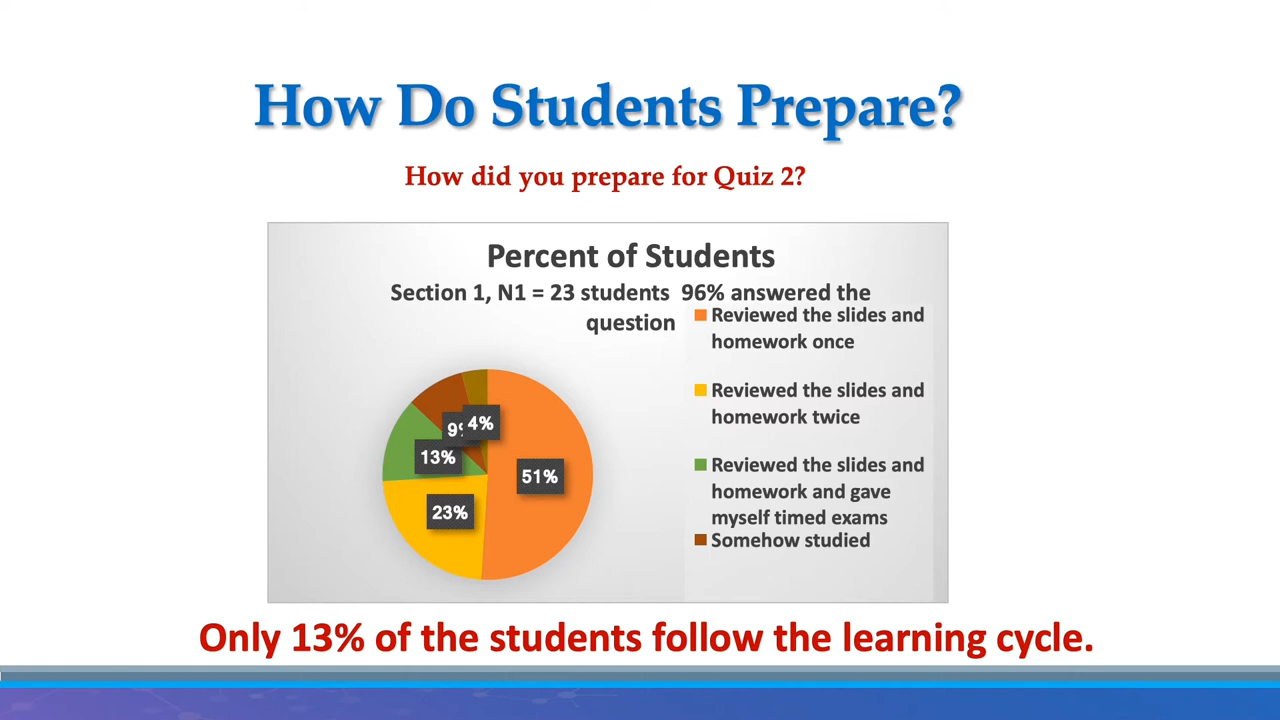 How Do Students Prepare?
How did you prepare for Quiz 2?
Percent of Students
Section 1, N1 = 23 students 96% answered the
question
Reviewed the slides and
homework once
Reviewed the slides and
homework twice
Reviewed the slides and
homework and gave
myself timed exams
Somehow studied
4%
13%
51%
23%
Only 13% of the students follow the learning cycle.